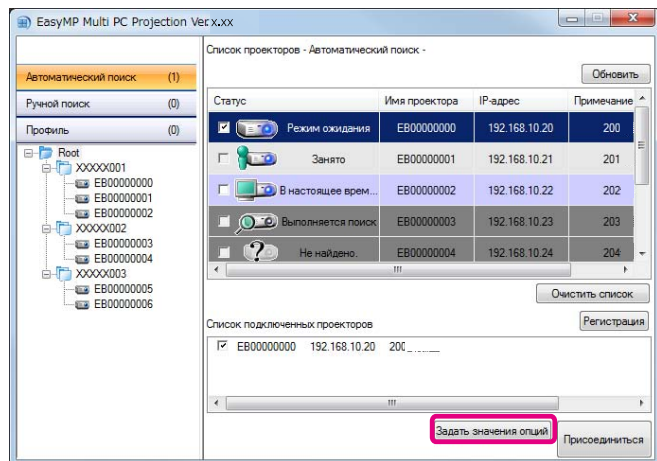 EasyMP Multi PC Projection Ver.x.xx
Список проекторов - Автоматический поиск -
Обновить
Автоматический поиск (1)
Ручной поиск (0)
Профиль (0)
Root
XXXXX001
EB00000000
EB00000001
EB00000002
XXXXX002
EB00000003
EB00000004
XXXXX003
EB00000005
EB00000006
Статус Имя проектора IP-адрес Примечание
Режим ожидания EB00000000 192.168.10.20 200
Занято EB00000001 192.168.10.21 201
В настоящее врем... EB00000002 192.168.10.22 202
Выполняется поиск EB00000003 192.168.10.23 203
Не найдено. EB00000004 192.168.10.24 204
Очистить список
Список подключенных проекторов
Регистрация
EB00000000 192.168.10.20 200
Задать значения опций
Присоединиться